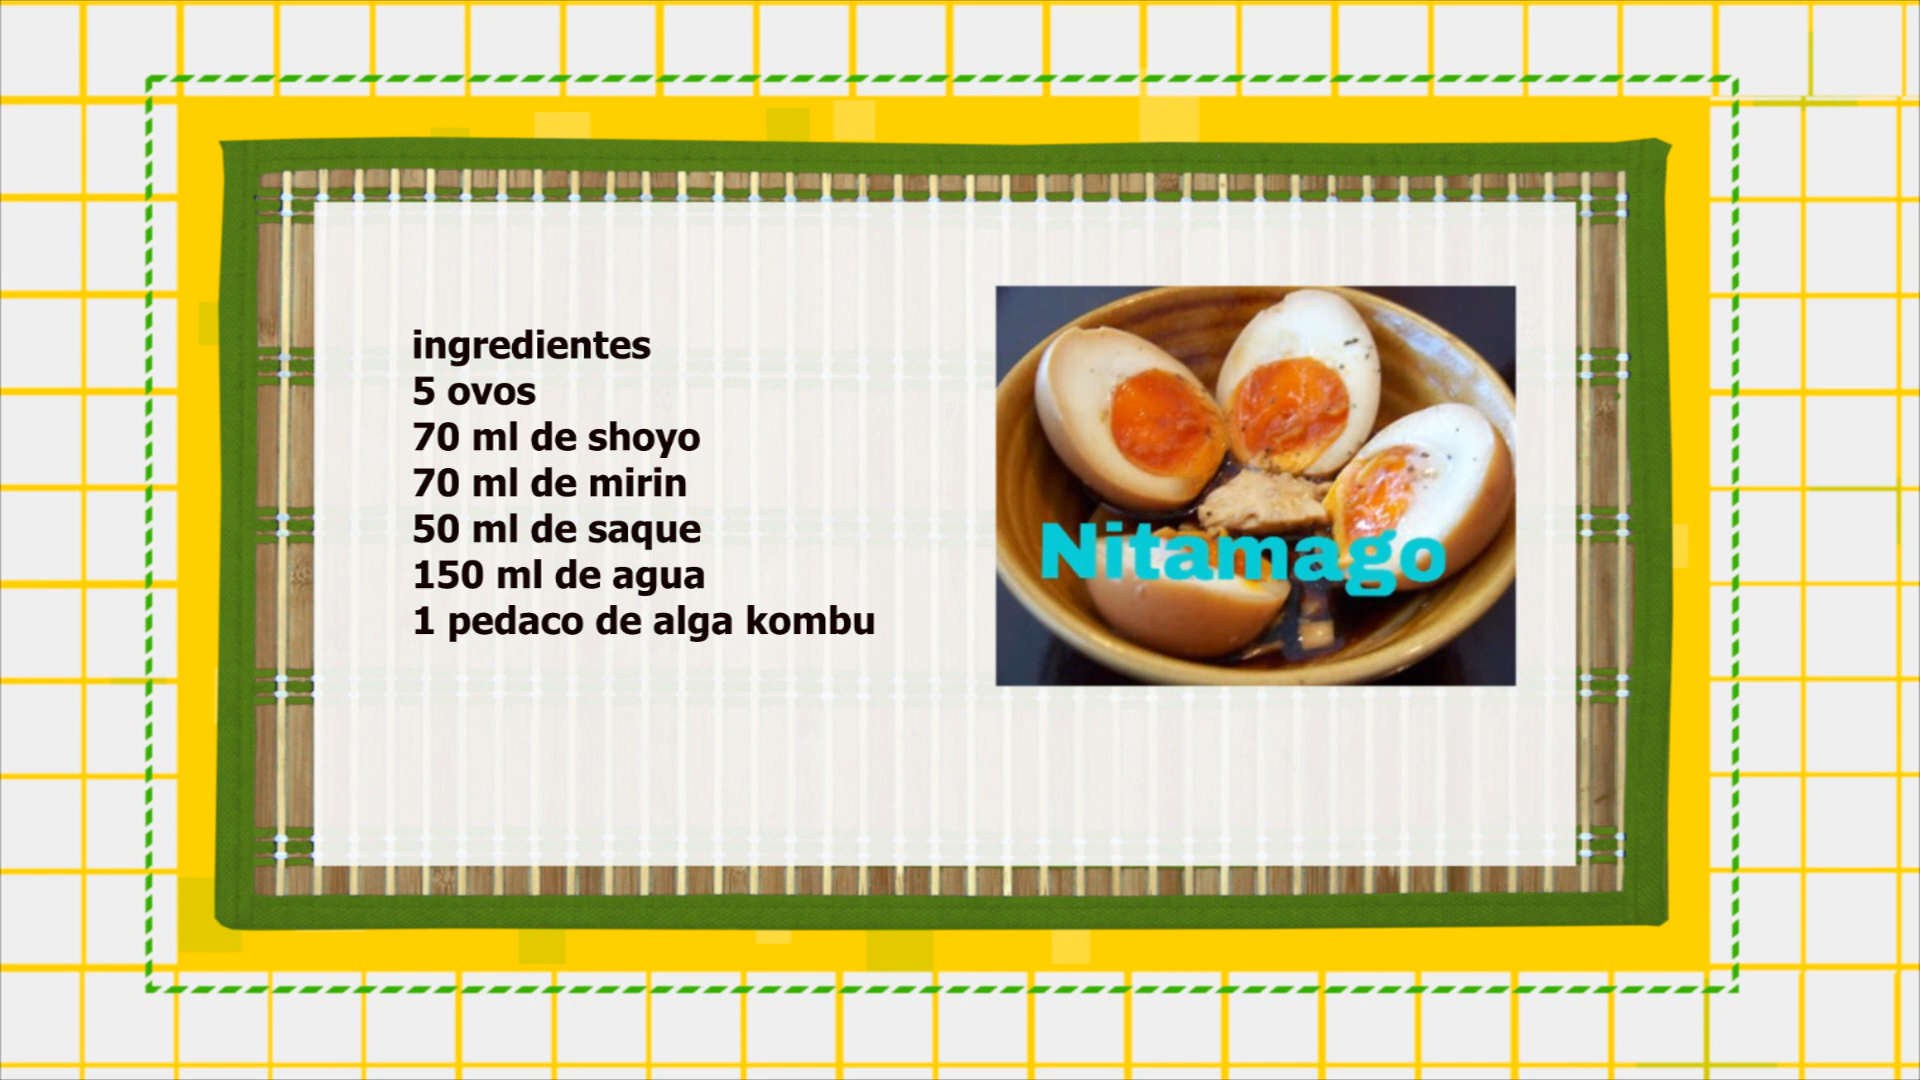 ingredientes
5 ovos
70 ml de shoyo
70 ml de mirin
50 ml de saque
150 ml de agua
1 pedaco de alga kombu
Nitamago